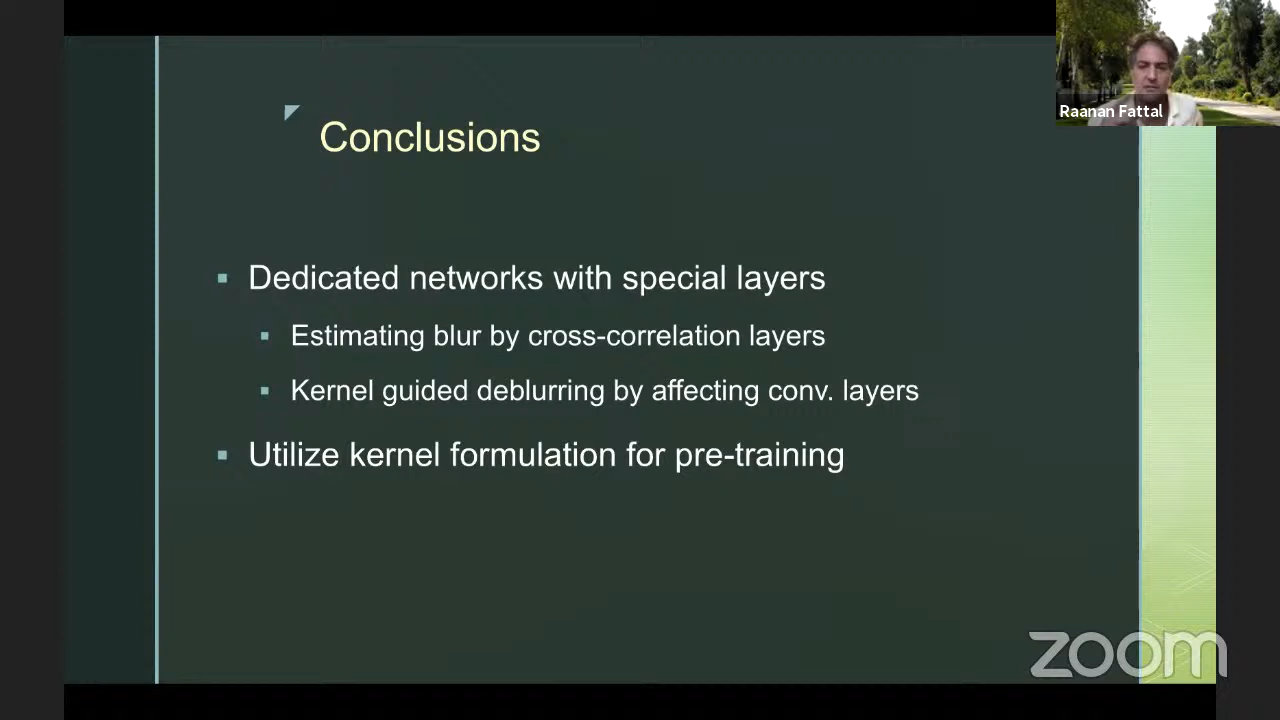 Raanan Fattal
Conclusions
Dedicated networks with special layers
Estimating blur by cross-correlation layers
Kernel guided deblurring by affecting conv. layers
Utilize kernel formulation for pre-training
zoom